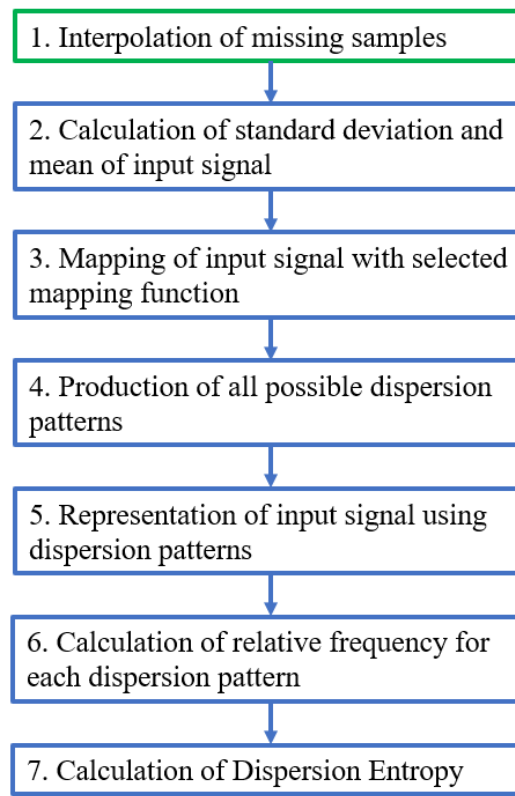 1. Interpolation of missing samples
2. Calculation of standard deviation and
mean of input signal
3. Mapping of input signal with selected
mapping function
4. Production of all possible dispersion
patterns
5. Representation of input signal using
dispersion patterns
6. Calculation of relative frequency for
each dispersion pattern
7. Calculation of Dispersion Entropy